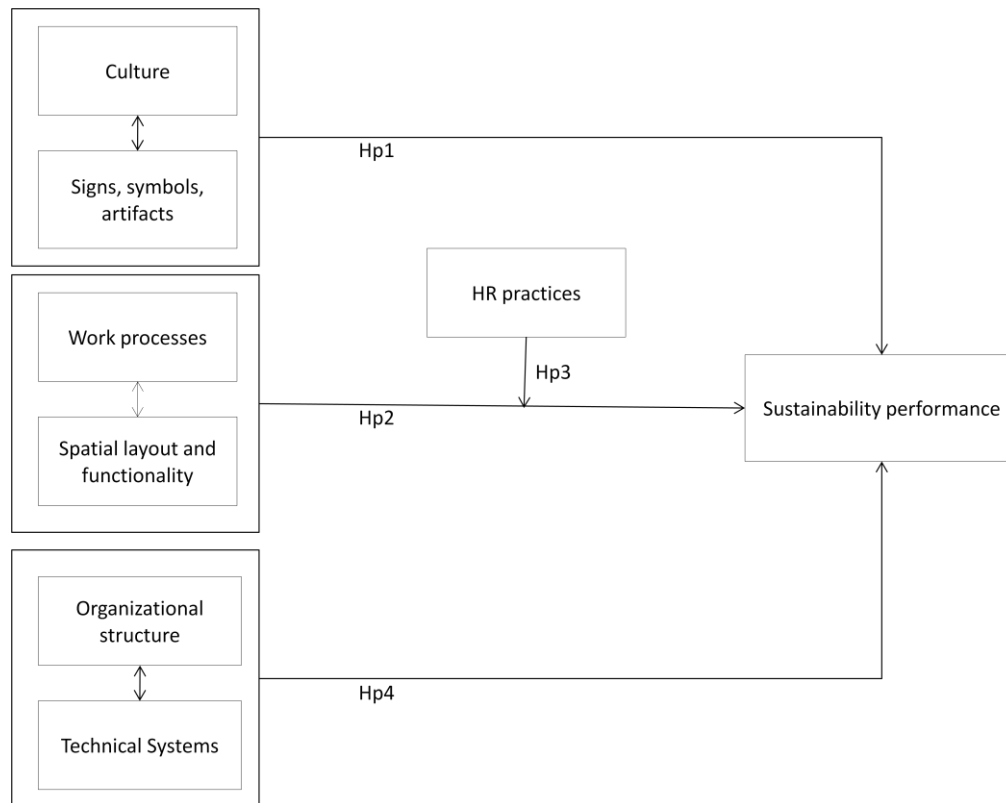 Culture
Signs, symbols,
artifacts
Hp1
HR practices
Work processes
Hp3
Hp2
Sustainability performance
Spatial layout and
functionality
Organizational
structure
Hp4
Technical Systems